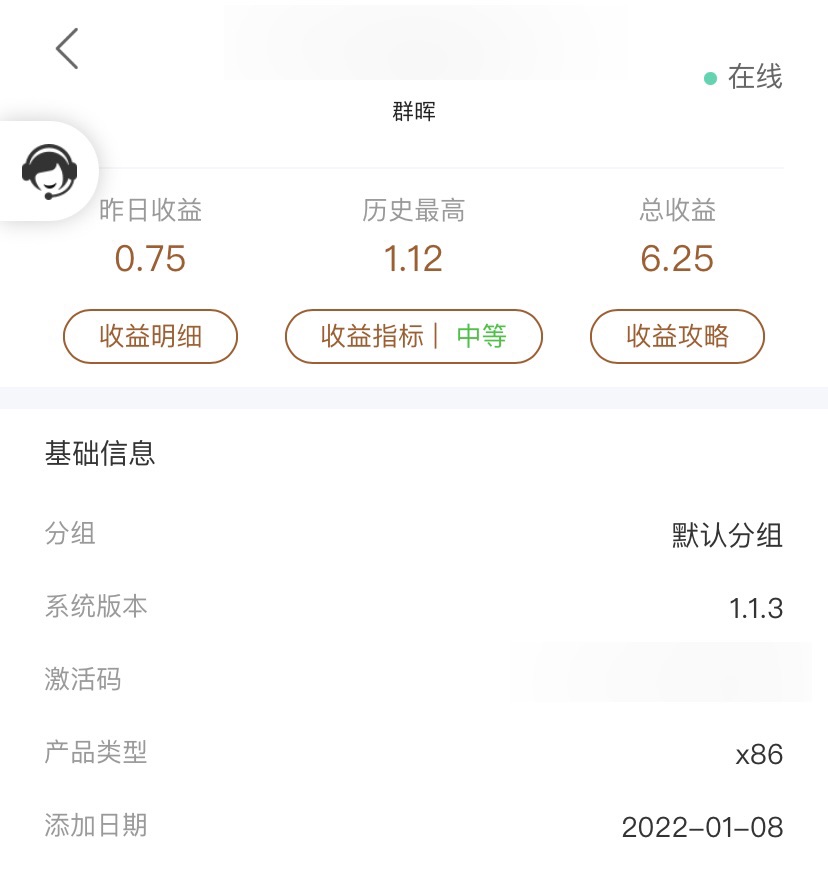 在线
群晖
昨日收益 历史最高 总收益
0.75 1.12 6.25
收益明细 收益指标| 中等 收益攻略
基础信息
分组 默认分组
系统版本 1.1.3
激活码
产品类型 x86
添加日期 2022-01-08